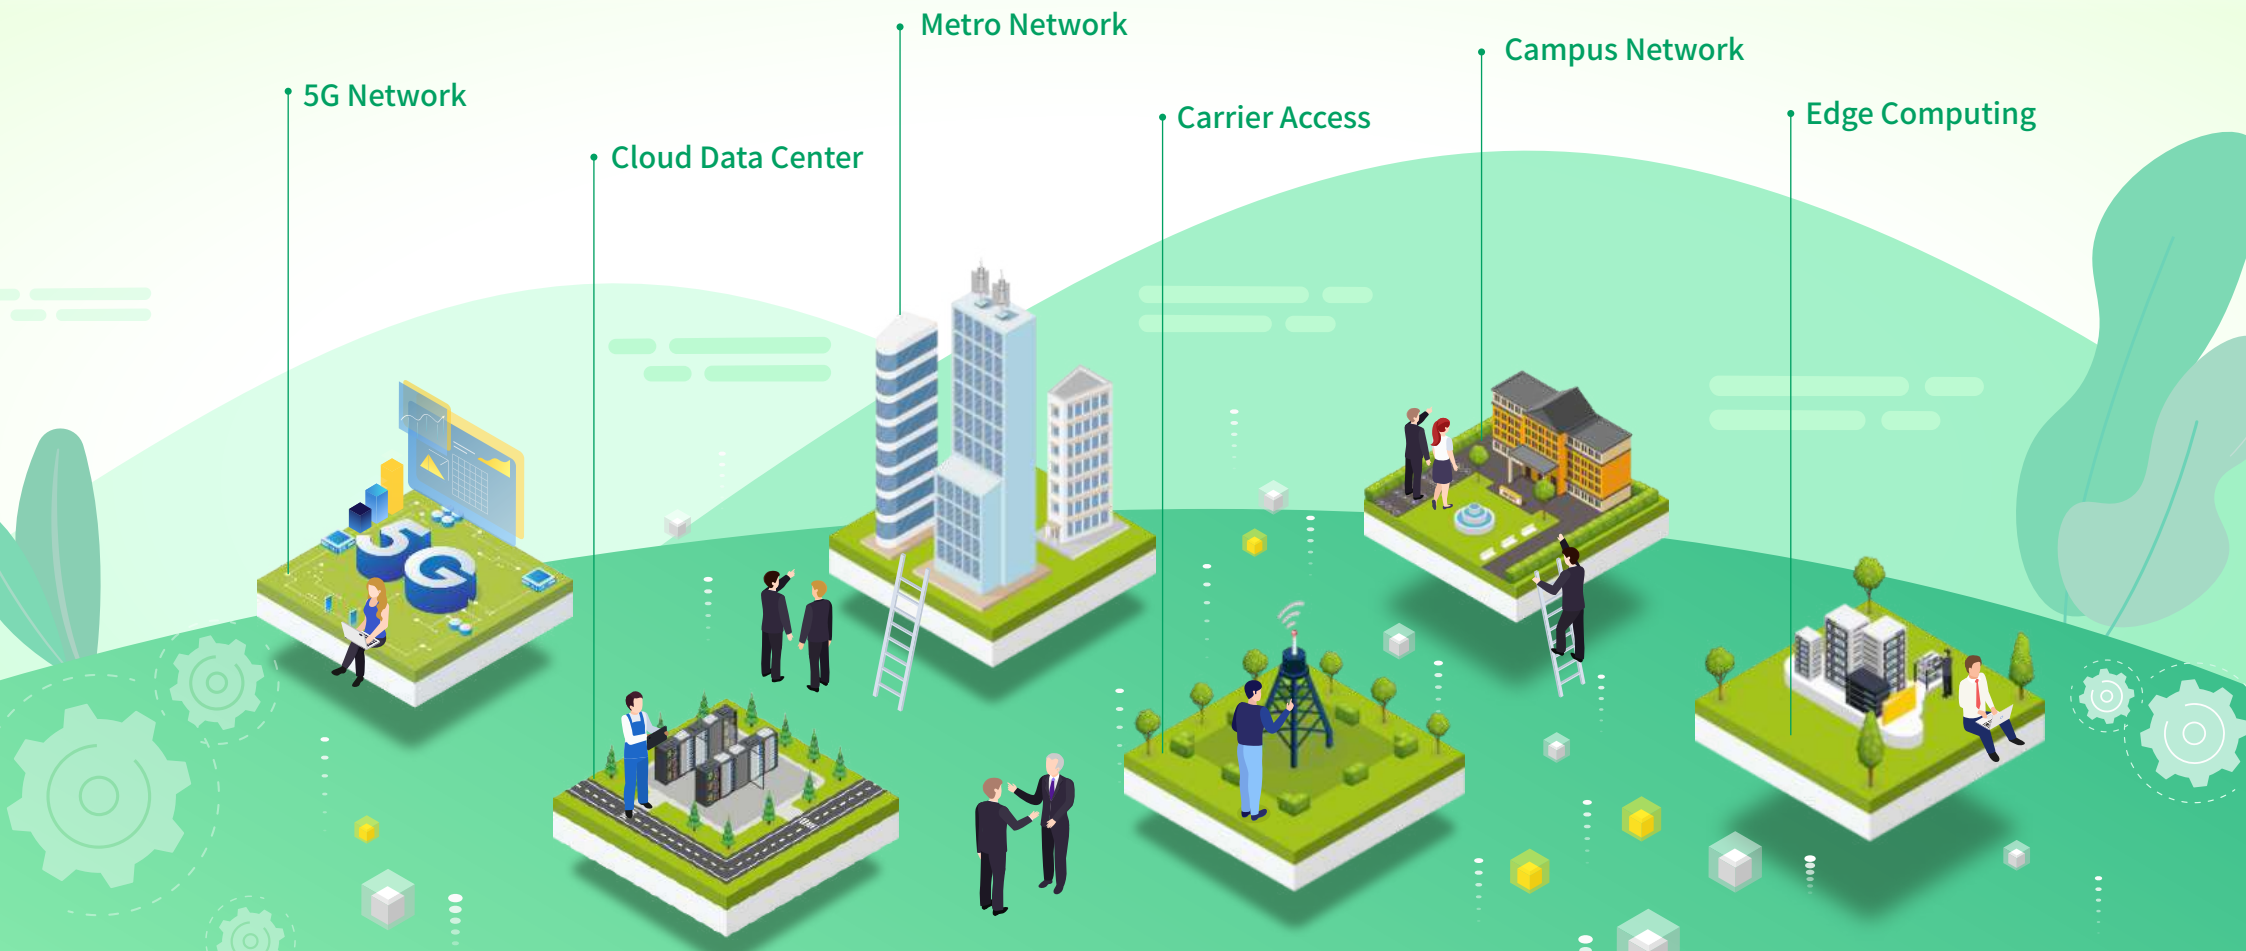 Metro Network
Campus Network
5G Network
Carrier Access
Edge Computing
Cloud Data Center
5G